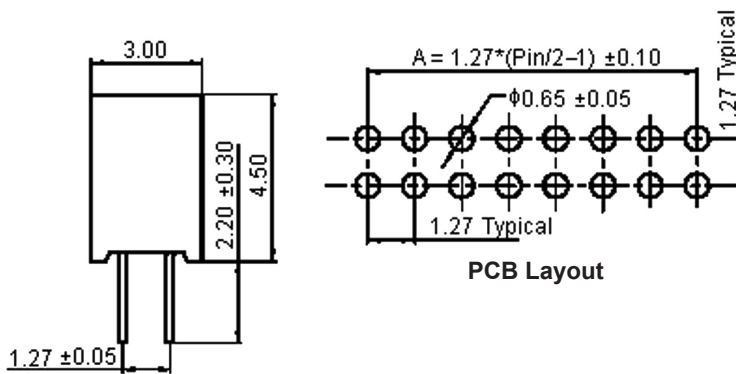 3.00
A = 1.27*(Pin/2–1) ±0.10
1.27 Typical
ϕ0.65 ±0.05
2.20 ±0.30
4.50
1.27 Typical
PCB Layout
1.27 ±0.05